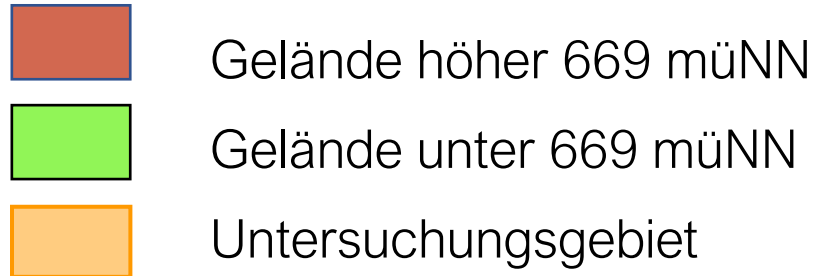 Gelände höher 669 müNN
Gelände unter 669 müNN
Untersuchungsgebiet